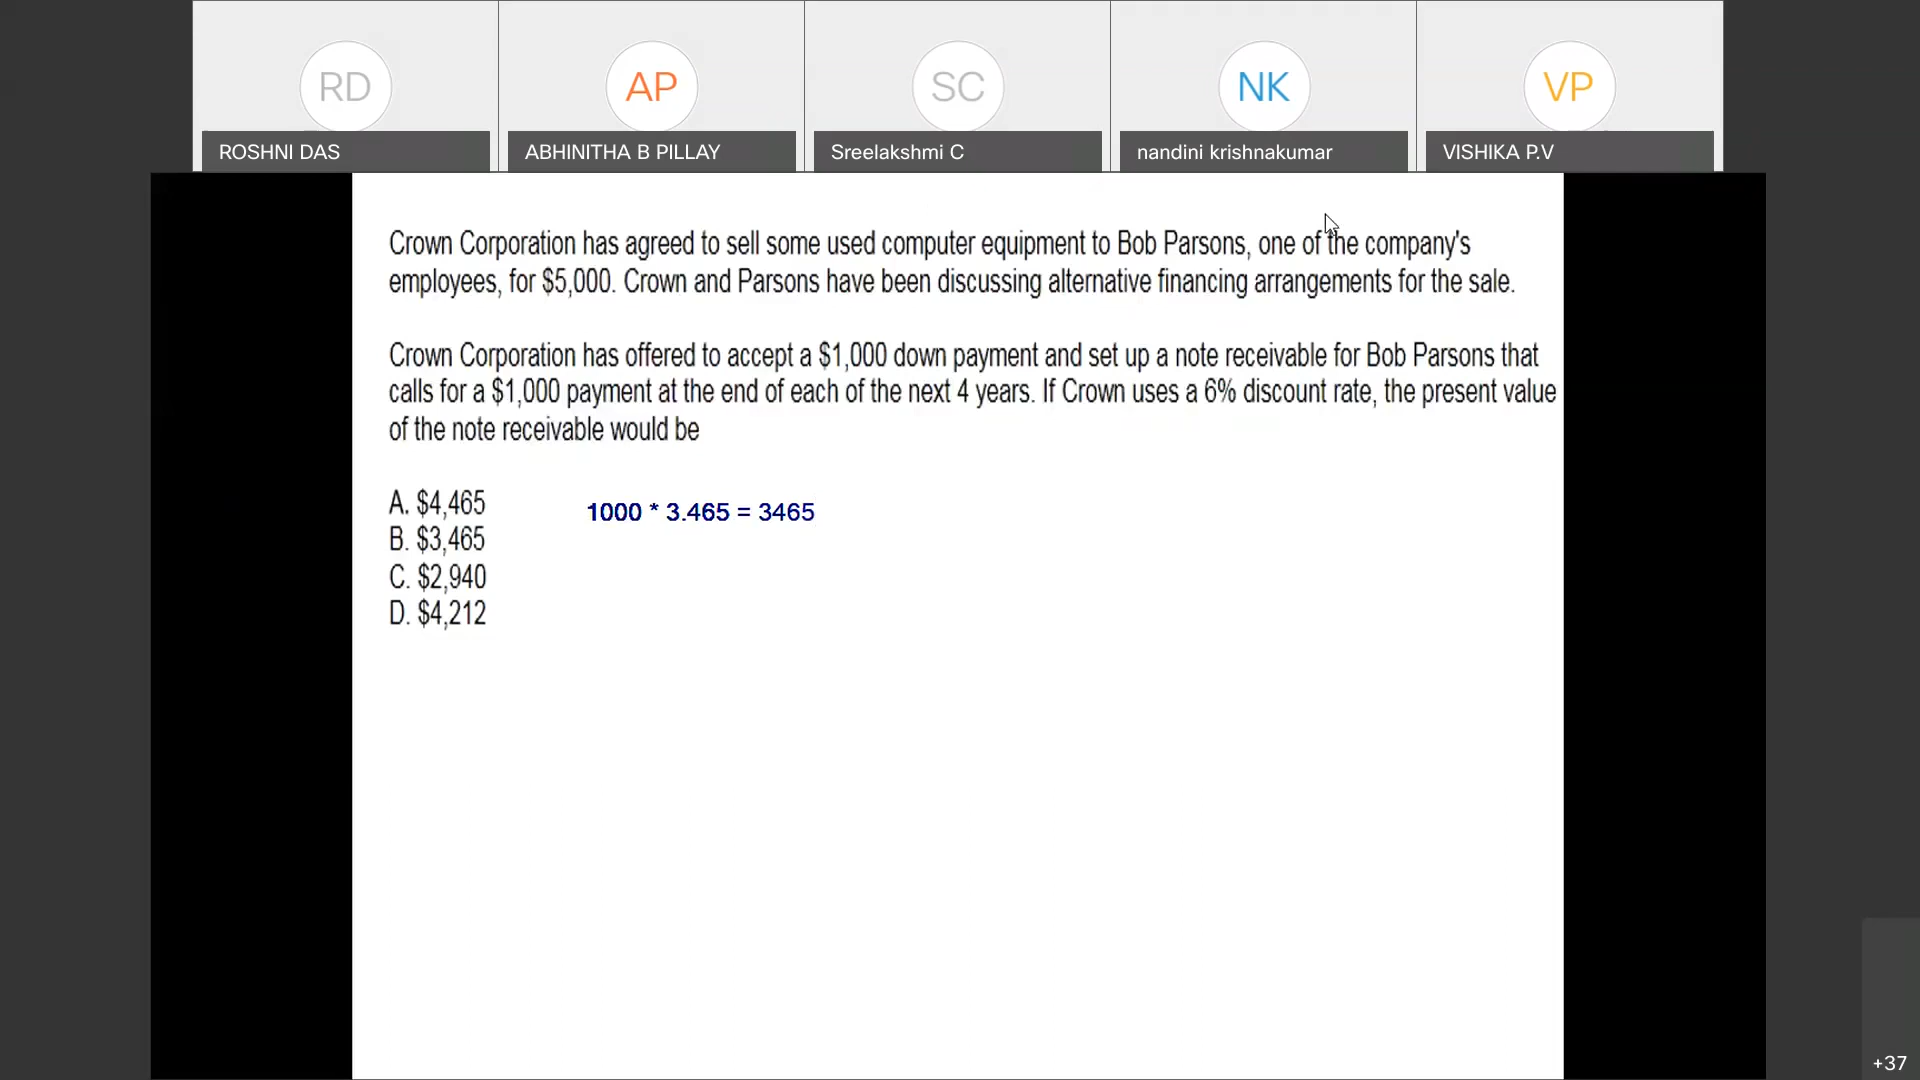 RD
AP
SC
NK
VP
ROSHNI DAS
ABHINITHA B PILLAY
Sreelakshmi C
nandini krishnakumar
VISHIKA P.V
Crown Corporation has agreed to sell some used computer equipment to Bob Parsons, one of the company's
employees, for $5,000. Crown and Parsons have been discussing alternative financing arrangements for the sale.
Crown Corporation has offered to accept a $1,000 down payment and set up a note receivable for Bob Parsons that
calls for a $1,000 payment at the end of each of the next 4 years. If Crown uses a 6% discount rate, the present value
of the note receivable would be
A. $4,465
1000 * 3.465 = 3465
B. $3,465
C. $2,940
D. $4,212
+37